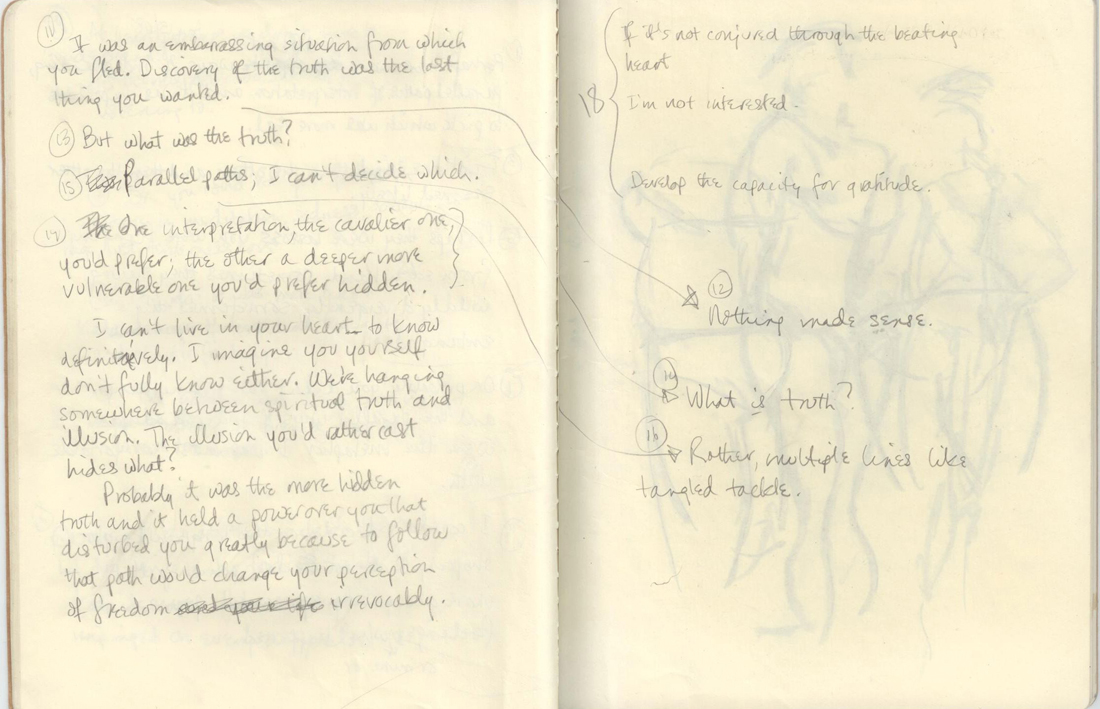 11
It was an embarrassing situation from which
you fled. Discovery of the truth was the last
thing you wanted.
13 But what was the truth?
15 Parallel paths; I can't decide which.
17 One interpretation, the cavalier one,
you'd prefer; the other a deeper more
vulnerable one you'd prefer hidden.
I can't live in your heart to know
definitively. I imagine you yourself
don't fully know either. We're hanging
somewhere between spiritual truth and
illusion. The illusion you'd rather cast
hides what?
Probably it was the more hidden
truth and it held a power over you that
disturbed you greatly because to follow
that path would change your perception
of freedom and your life irrevocably.
18
If it's not conjured through the beating
heart
I'm not interested.
Develop the capacity for gratitude.
12
Nothing made sense.
14
What is truth?
16
Rather, multiple lines like
tangled tackle.